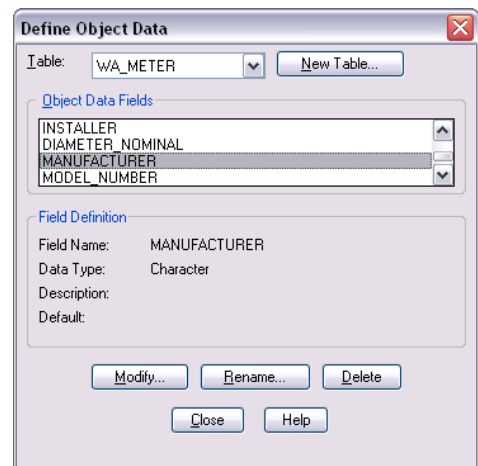 Define Object Data
Table: WA_METER New Table...
Object Data Fields
INSTALLER
DIAMETER_NOMINAL
MANUFACTURER
MODEL_NUMBER
Field Definition
Field Name: MANUFACTURER
Data Type: Character
Description:
Default:
Modify... Rename... Delete
Close Help